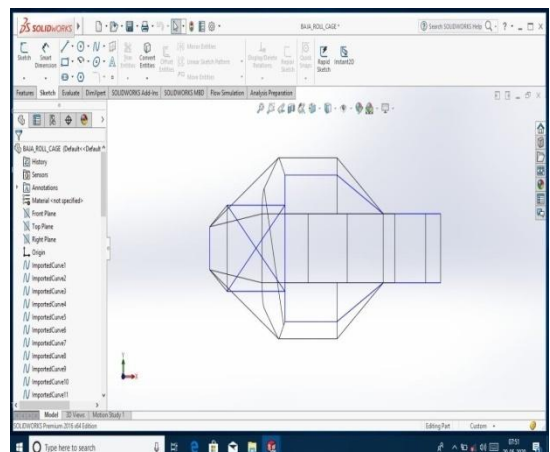 SOLIDWORKS
BAJA_ROLL_CAGE *
Search SOLIDWORKS Help
Sketch
Smart Dimension
Trim Entities
Convert Entities
Offset Entities
Mirror Entities
Linear Sketch Pattern
Move Entities
Display/Delete Relations
Repair Sketch
Quick Snaps
Rapid Sketch
Instant2D
Features Sketch Evaluate DimXpert SOLIDWORKS Add-Ins SOLIDWORKS MBD Flow Simulation Analysis Preparation
BAJA_ROLL_CAGE (Default<<Default
History
Sensors
Annotations
Material <not specified>
Front Plane
Top Plane
Right Plane
Origin
ImportedCurve1
ImportedCurve2
ImportedCurve3
ImportedCurve4
ImportedCurve5
ImportedCurve6
ImportedCurve7
ImportedCurve8
ImportedCurve9
ImportedCurve10
ImportedCurve11
Model 3D Views Motion Study 1
SOLIDWORKS Premium 2016 x64 Edition
Editing Part Custom
Type here to search
07:51